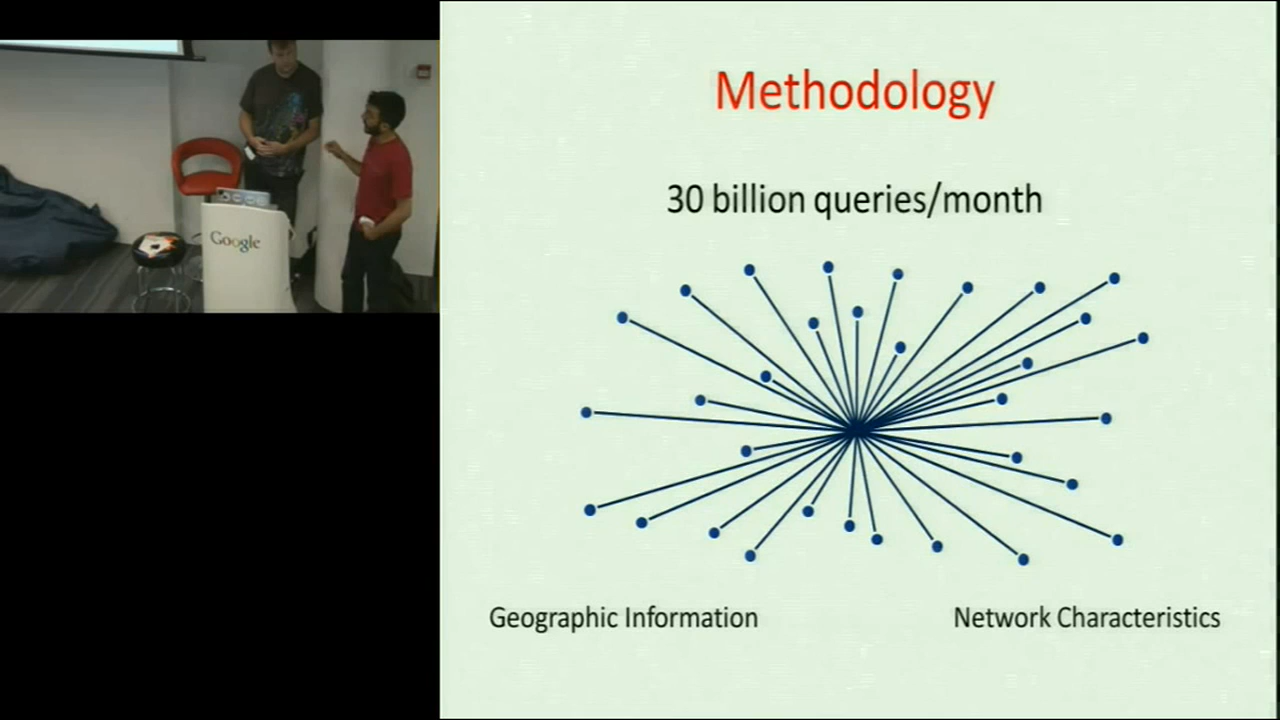 Google
Methodology
30 billion queries/month
Geographic Information
Network Characteristics